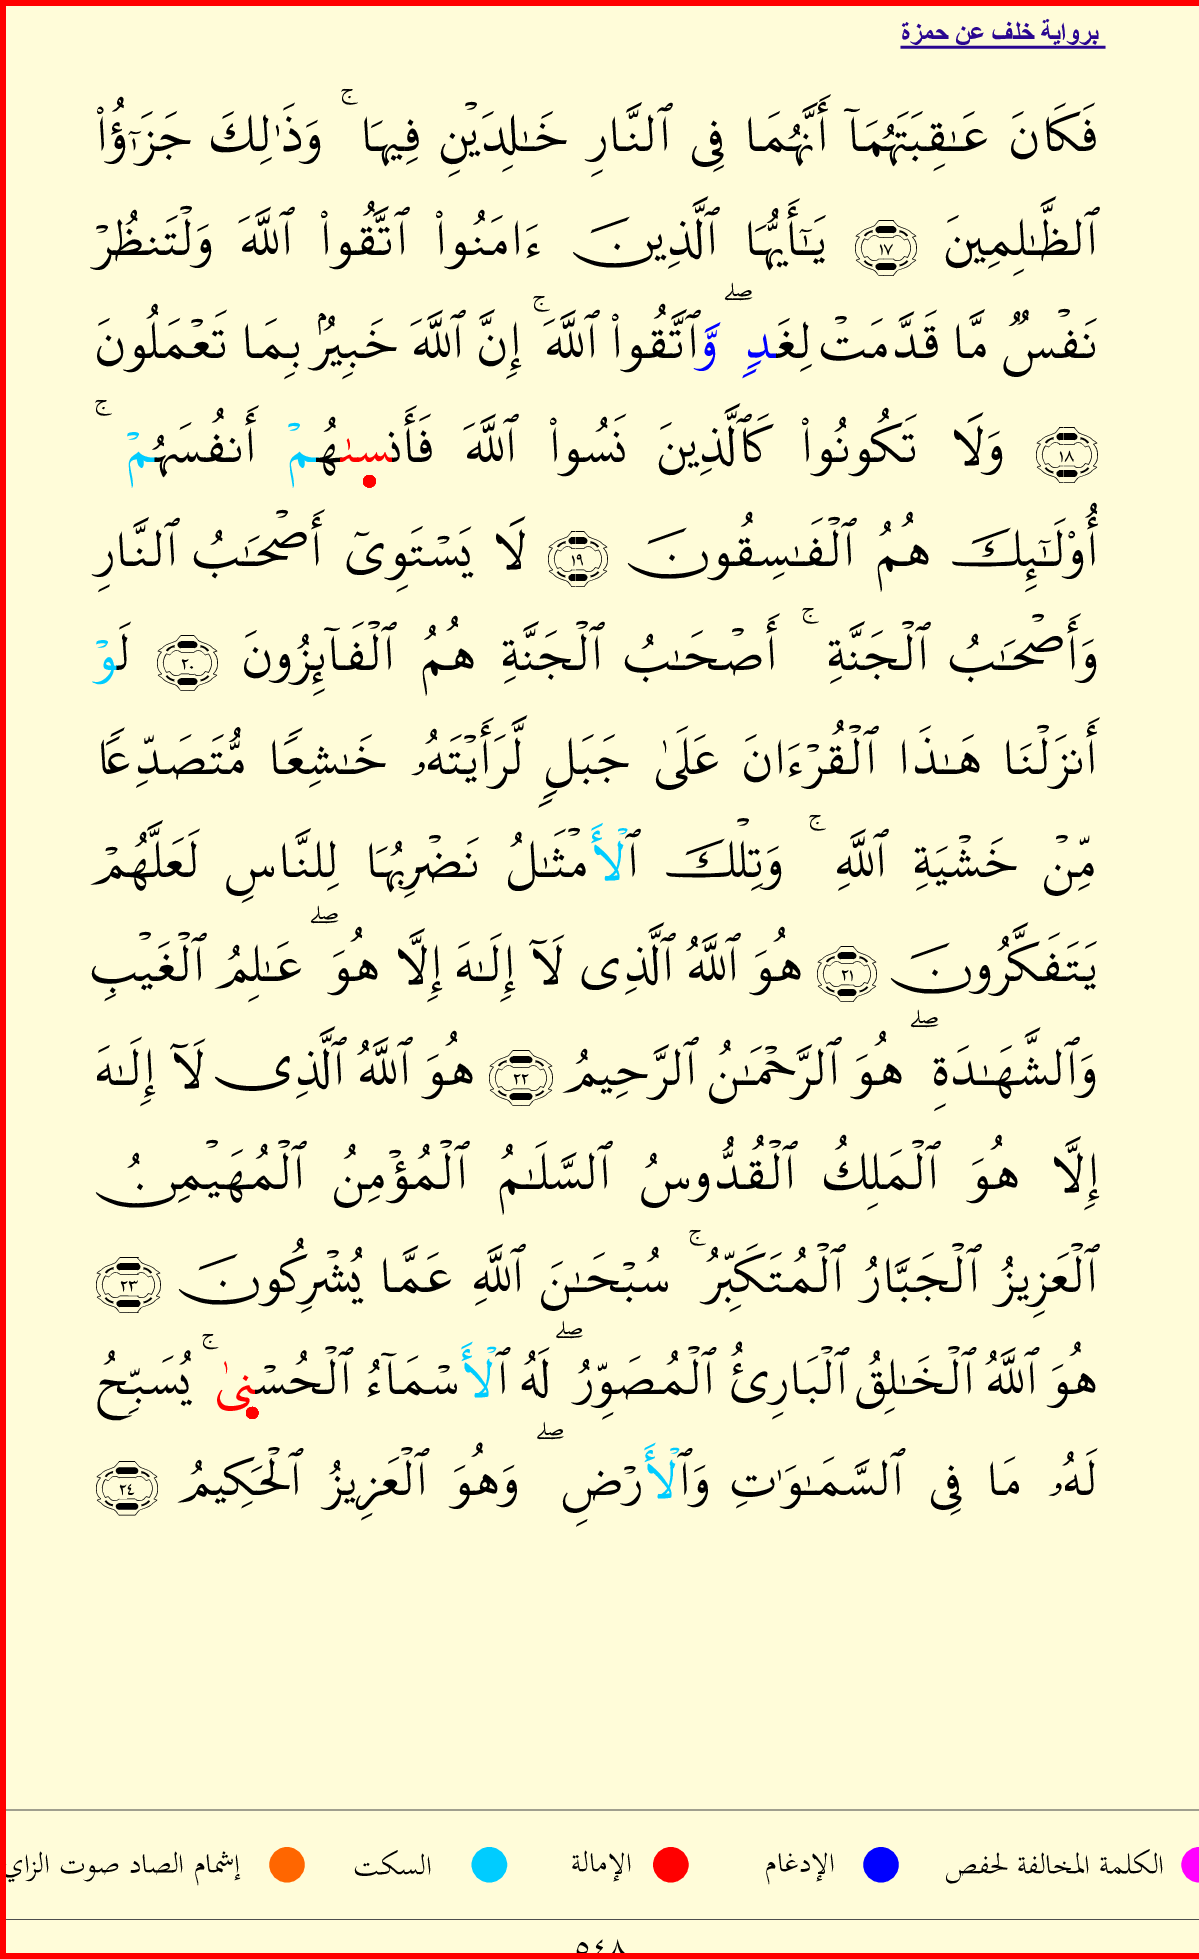 برواية خلف عن حمزة
فَكَانَ عَـٰقِبَتَهُمَآ أَنَّهُمَا فِى ٱلنَّارِ خَـٰلِدَيْنِ فِيهَا ۚ وَذَٰلِكَ جَزَٰٓؤُا۟
ٱلظَّـٰلِمِينَ ١٧ يَـٰٓأَيُّهَا ٱلَّذِينَ ءَامَنُوا۟ ٱتَّقُوا۟ ٱللَّهَ وَلْتَنظُرْ
نَفْسٌ مَّا قَدَّمَتْ لِغَدٍ ۖ وَّٱتَّقُوا۟ ٱللَّهَ ۚ إِنَّ ٱللَّهَ خَبِيرٌۢ بِمَا تَعْمَلُونَ
١٨ وَلَا تَكُونُوا۟ كَٱلَّذِينَ نَسُوا۟ ٱللَّهَ فَأَنسىٰهُمْ أَنفُسَهُمْ ۚ
أُو۟لَـٰٓئِكَ هُمُ ٱلْفَـٰسِقُونَ ١٩ لَا يَسْتَوِىٓ أَصْحَـٰبُ ٱلنَّارِ
وَأَصْحَـٰبُ ٱلْجَنَّةِ ۚ أَصْحَـٰبُ ٱلْجَنَّةِ هُمُ ٱلْفَآئِزُونَ ٢٠ لَوْ
أَنزَلْنَا هَـٰذَا ٱلْقُرْءَانَ عَلَىٰ جَبَلٍ لَّرَأَيْتَهُۥ خَـٰشِعًا مُّتَصَدِّعًا
مِّنْ خَشْيَةِ ٱللَّهِ ۚ وَتِلْكَ ٱلْأَمْثَـٰلُ نَضْرِبُهَا لِلنَّاسِ لَعَلَّهُمْ
يَتَفَكَّرُونَ ٢١ هُوَ ٱللَّهُ ٱلَّذِى لَآ إِلَـٰهَ إِلَّا هُوَ ۖ عَـٰلِمُ ٱلْغَيْبِ
وَٱلشَّهَـٰدَةِ ۖ هُوَ ٱلرَّحْمَـٰنُ ٱلرَّحِيمُ ٢٢ هُوَ ٱللَّهُ ٱلَّذِى لَآ إِلَـٰهَ
إِلَّا هُوَ ٱلْمَلِكُ ٱلْقُدُّوسُ ٱلسَّلَـٰمُ ٱلْمُؤْمِنُ ٱلْمُهَيْمِنُ
ٱلْعَزِيزُ ٱلْجَبَّارُ ٱلْمُتَكَبِّرُ ۚ سُبْحَـٰنَ ٱللَّهِ عَمَّا يُشْرِكُونَ ٢٣
هُوَ ٱللَّهُ ٱلْخَـٰلِقُ ٱلْبَارِئُ ٱلْمُصَوِّرُ ۖ لَهُ ٱلْأَسْمَآءُ ٱلْحُسْنىٰ ۚ يُسَبِّحُ
لَهُۥ مَا فِى ٱلسَّمَـٰوَٰتِ وَٱلْأَرْضِ ۖ وَهُوَ ٱلْعَزِيزُ ٱلْحَكِيمُ ٢٤
الكلمة المخالفة لحفص الإدغام الإمالة السكت إشمام الصاد صوت الزاي
٥٤٨